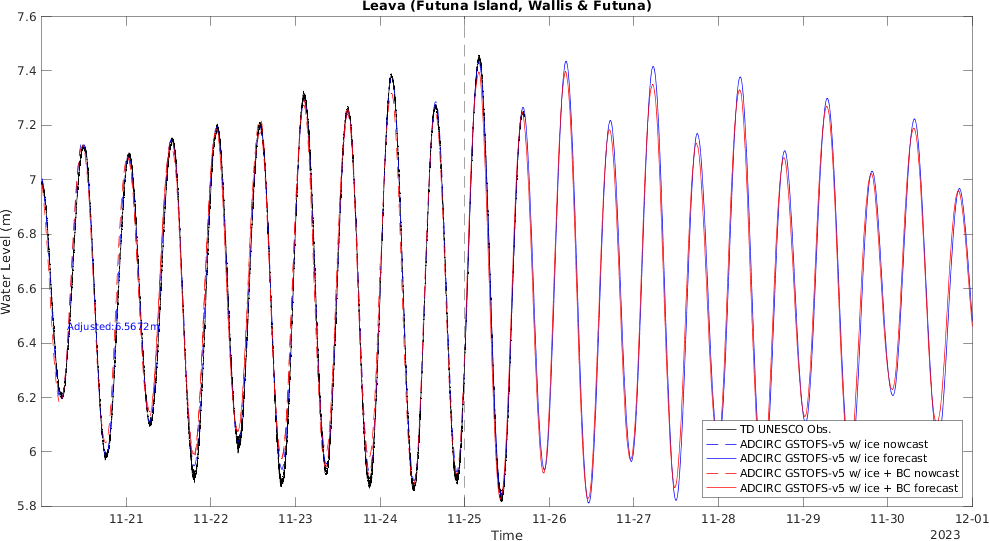 Leava (Futuna Island, Wallis & Futuna)
7.6
7.4
7.2
7
6.8
6.6
6.4
6.2
6
5.8
Water Level (m)
Adjusted:6.5672m
TD UNESCO Obs.
ADCIRC GSTOFS-v5 w/ ice nowcast
ADCIRC GSTOFS-v5 w/ ice forecast
ADCIRC GSTOFS-v5 w/ ice + BC nowcast
ADCIRC GSTOFS-v5 w/ ice + BC forecast
11-21 11-22 11-23 11-24 11-25 11-26 11-27 11-28 11-29 11-30 12-01
Time
2023